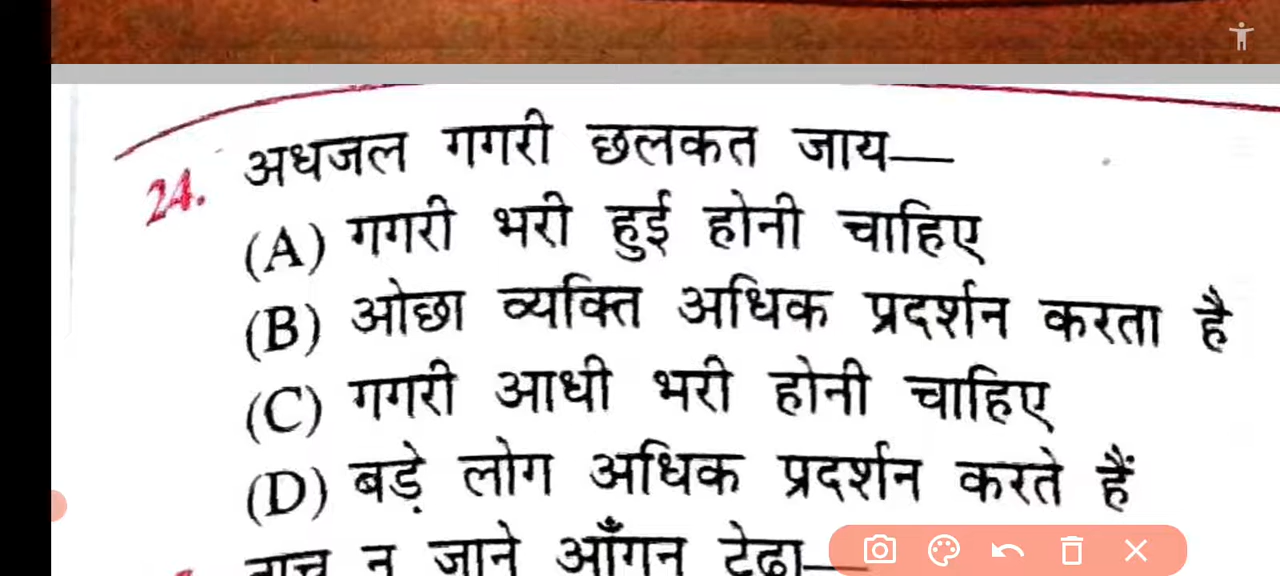 24. अधजल गगरी छलकत जाय—
(A) गगरी भरी हुई होनी चाहिए
(B) ओछा व्यक्ति अधिक प्रदर्शन करता है
(C) गगरी आधी भरी होनी चाहिए
(D) बड़े लोग अधिक प्रदर्शन करते हैं
नाच न जाने आँगन टेढा—